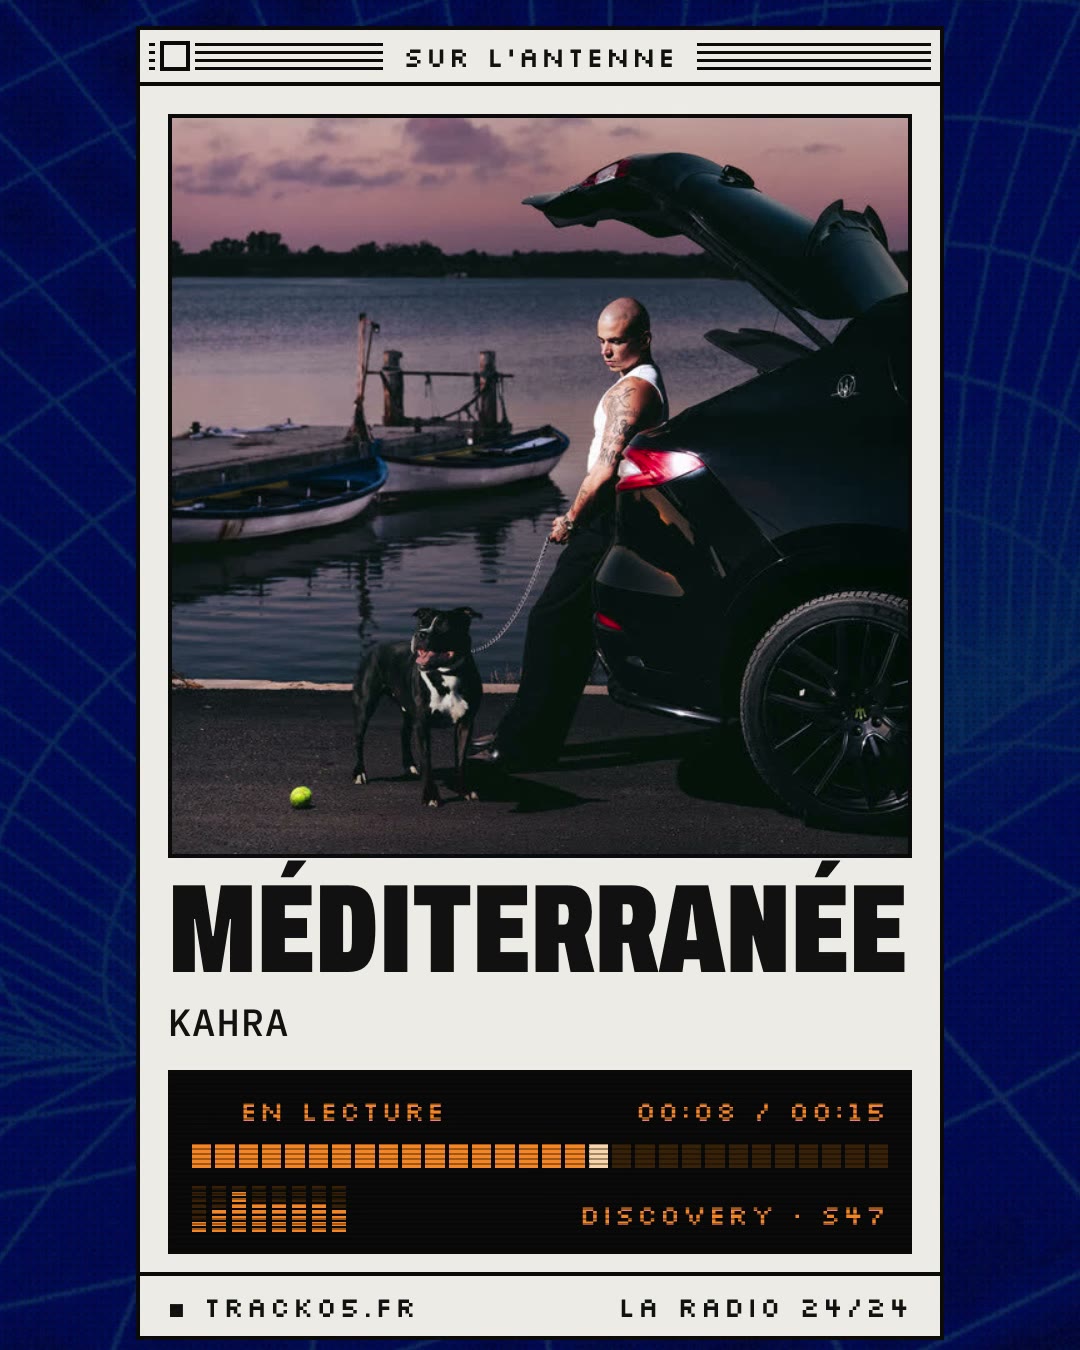 SUR L'ANTENNE
MÉDITERRANÉE
KAHRA
EN LECTURE
00:08 / 00:15
DISCOVERY · S47
TRACK05.FR
LA RADIO 24/24